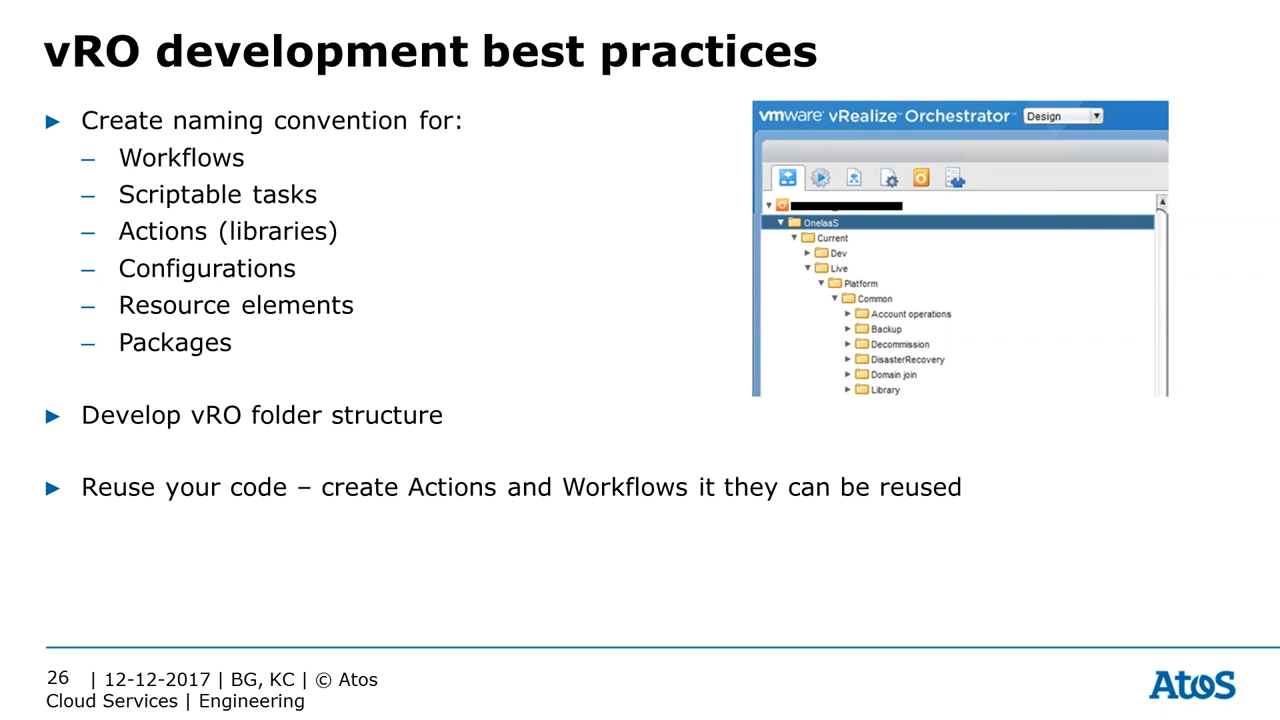 vRO development best practices
► Create naming convention for:
– Workflows
– Scriptable tasks
– Actions (libraries)
– Configurations
– Resource elements
– Packages
► Develop vRO folder structure
► Reuse your code – create Actions and Workflows it they can be reused
vmware® vRealize™ Orchestrator™ Design
OneIaaS
Current
Dev
Live
Platform
Common
Account operations
Backup
Decommission
DisasterRecovery
Domain join
Library
26 | 12-12-2017 | BG, KC | © Atos
Cloud Services | Engineering
Atos